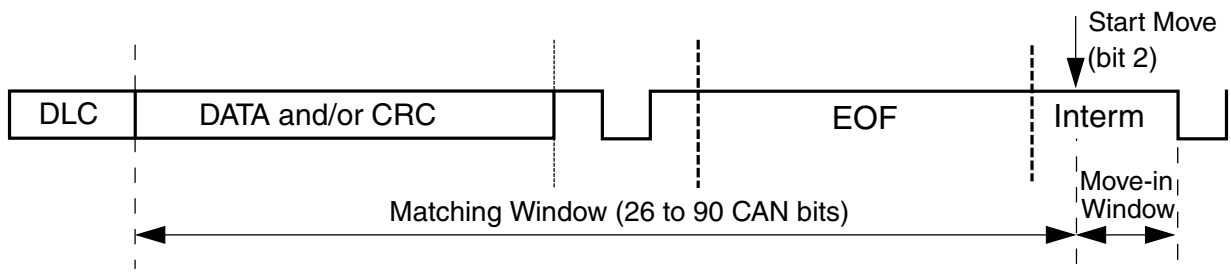 Start Move
(bit 2)
DLC
DATA and/or CRC
EOF
Interm
Matching Window (26 to 90 CAN bits)
Move-in
Window